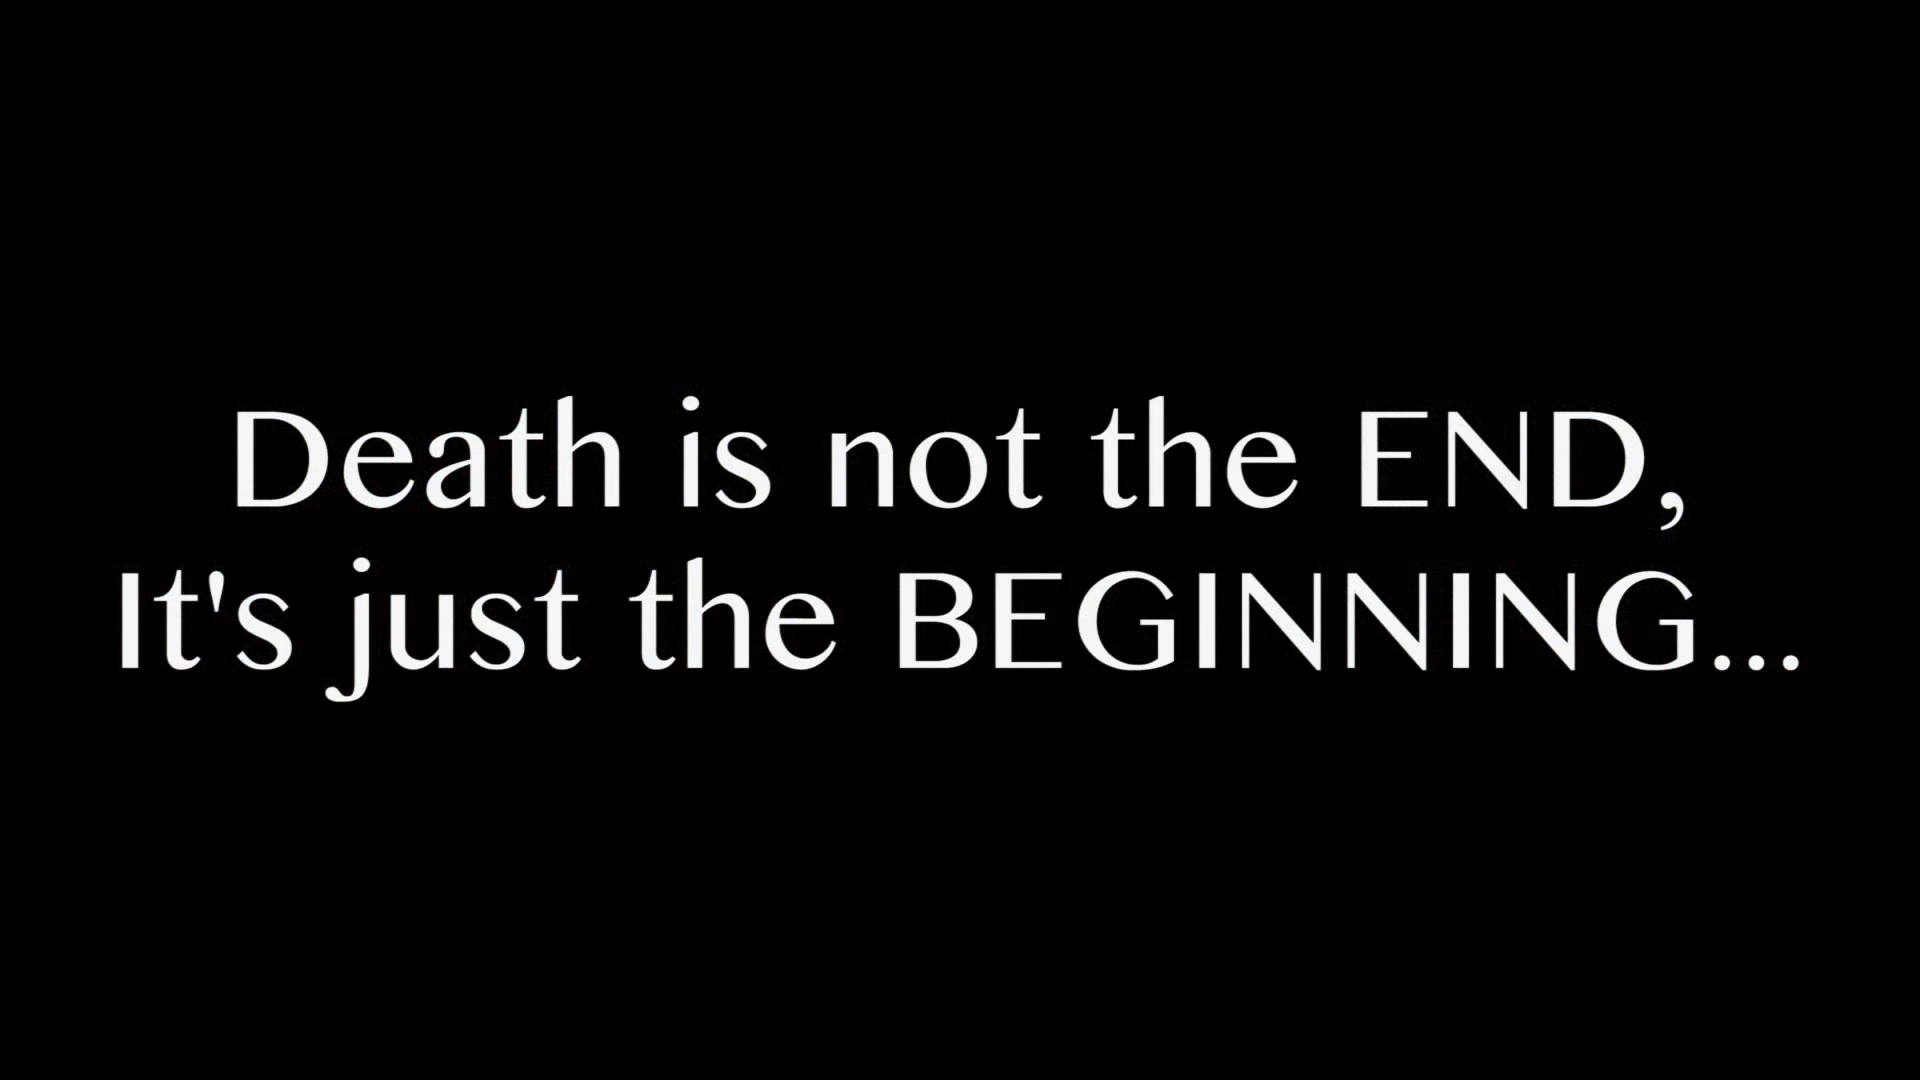 Death is not the END,
It's just the BEGINNING...